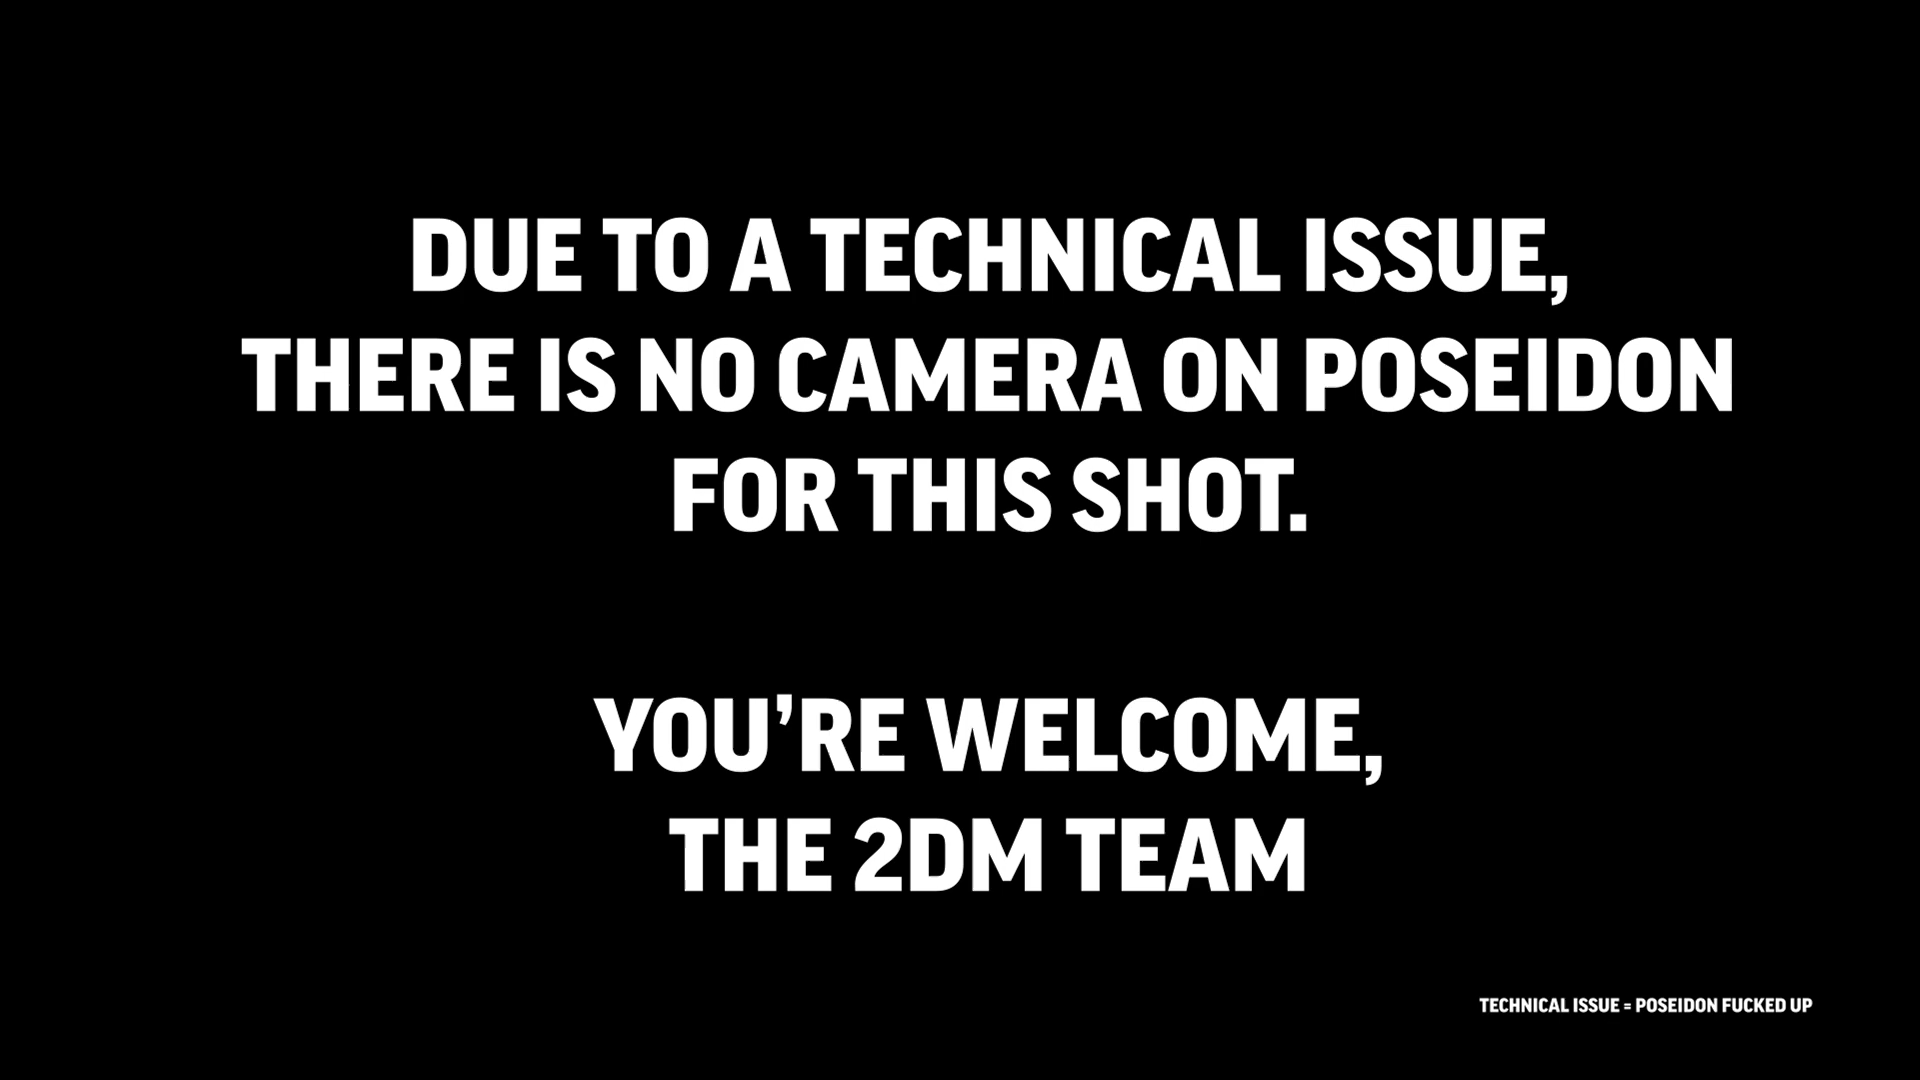 DUE TO A TECHNICAL ISSUE,
THERE IS NO CAMERA ON POSEIDON
FOR THIS SHOT.
YOU’RE WELCOME,
THE 2DM TEAM
TECHNICAL ISSUE = POSEIDON FUCKED UP